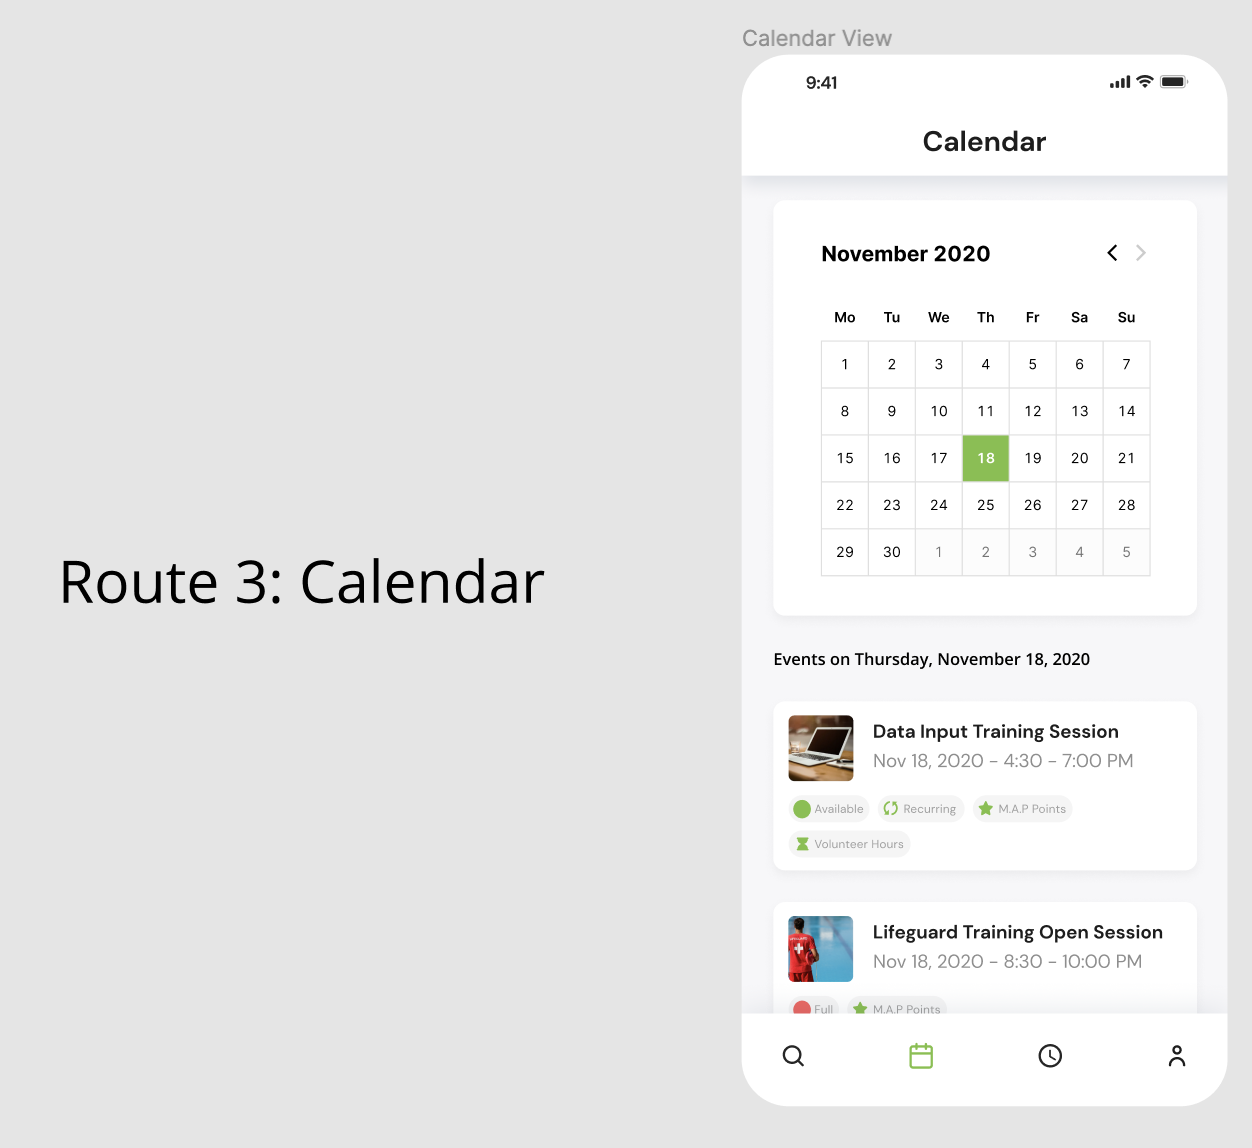 Calendar View
9:41
Calendar
November 2020
Mo Tu We Th Fr Sa Su
1 2 3 4 5 6 7
8 9 10 11 12 13 14
15 16 17 18 19 20 21
22 23 24 25 26 27 28
29 30 1 2 3 4 5
Route 3: Calendar
Events on Thursday, November 18, 2020
Data Input Training Session
Nov 18, 2020 - 4:30 - 7:00 PM
Available Recurring M.A.P Points
Volunteer Hours
Lifeguard Training Open Session
Nov 18, 2020 - 8:30 - 10:00 PM
Full M.A.P Points